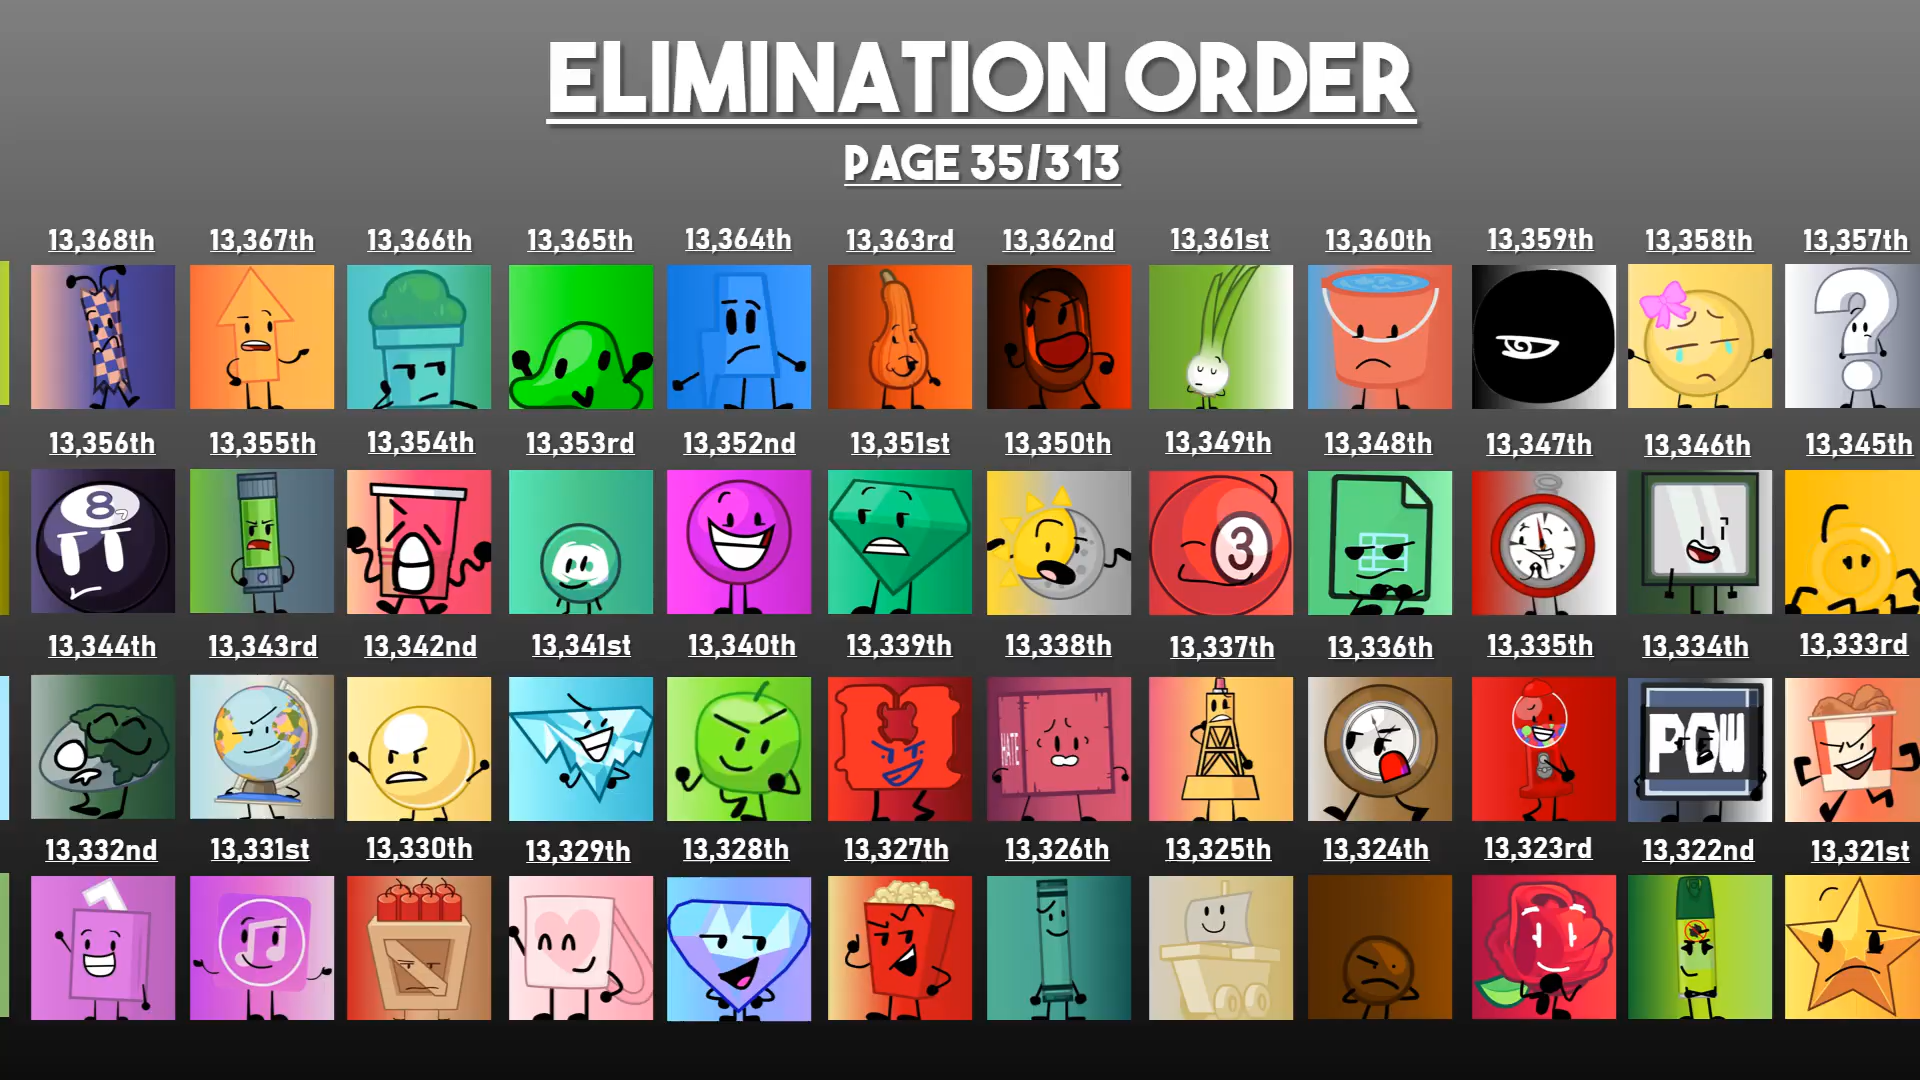 ELIMINATION ORDER
PAGE 35/313
13,368th 13,367th 13,366th 13,365th 13,364th 13,363rd 13,362nd 13,361st 13,360th 13,359th 13,358th 13,357th
?
13,356th 13,355th 13,354th 13,353rd 13,352nd 13,351st 13,350th 13,349th 13,348th 13,347th 13,346th 13,345th
8 3
13,344th 13,343rd 13,342nd 13,341st 13,340th 13,339th 13,338th 13,337th 13,336th 13,335th 13,334th 13,333rd
POW
13,332nd 13,331st 13,330th 13,329th 13,328th 13,327th 13,326th 13,325th 13,324th 13,323rd 13,322nd 13,321st